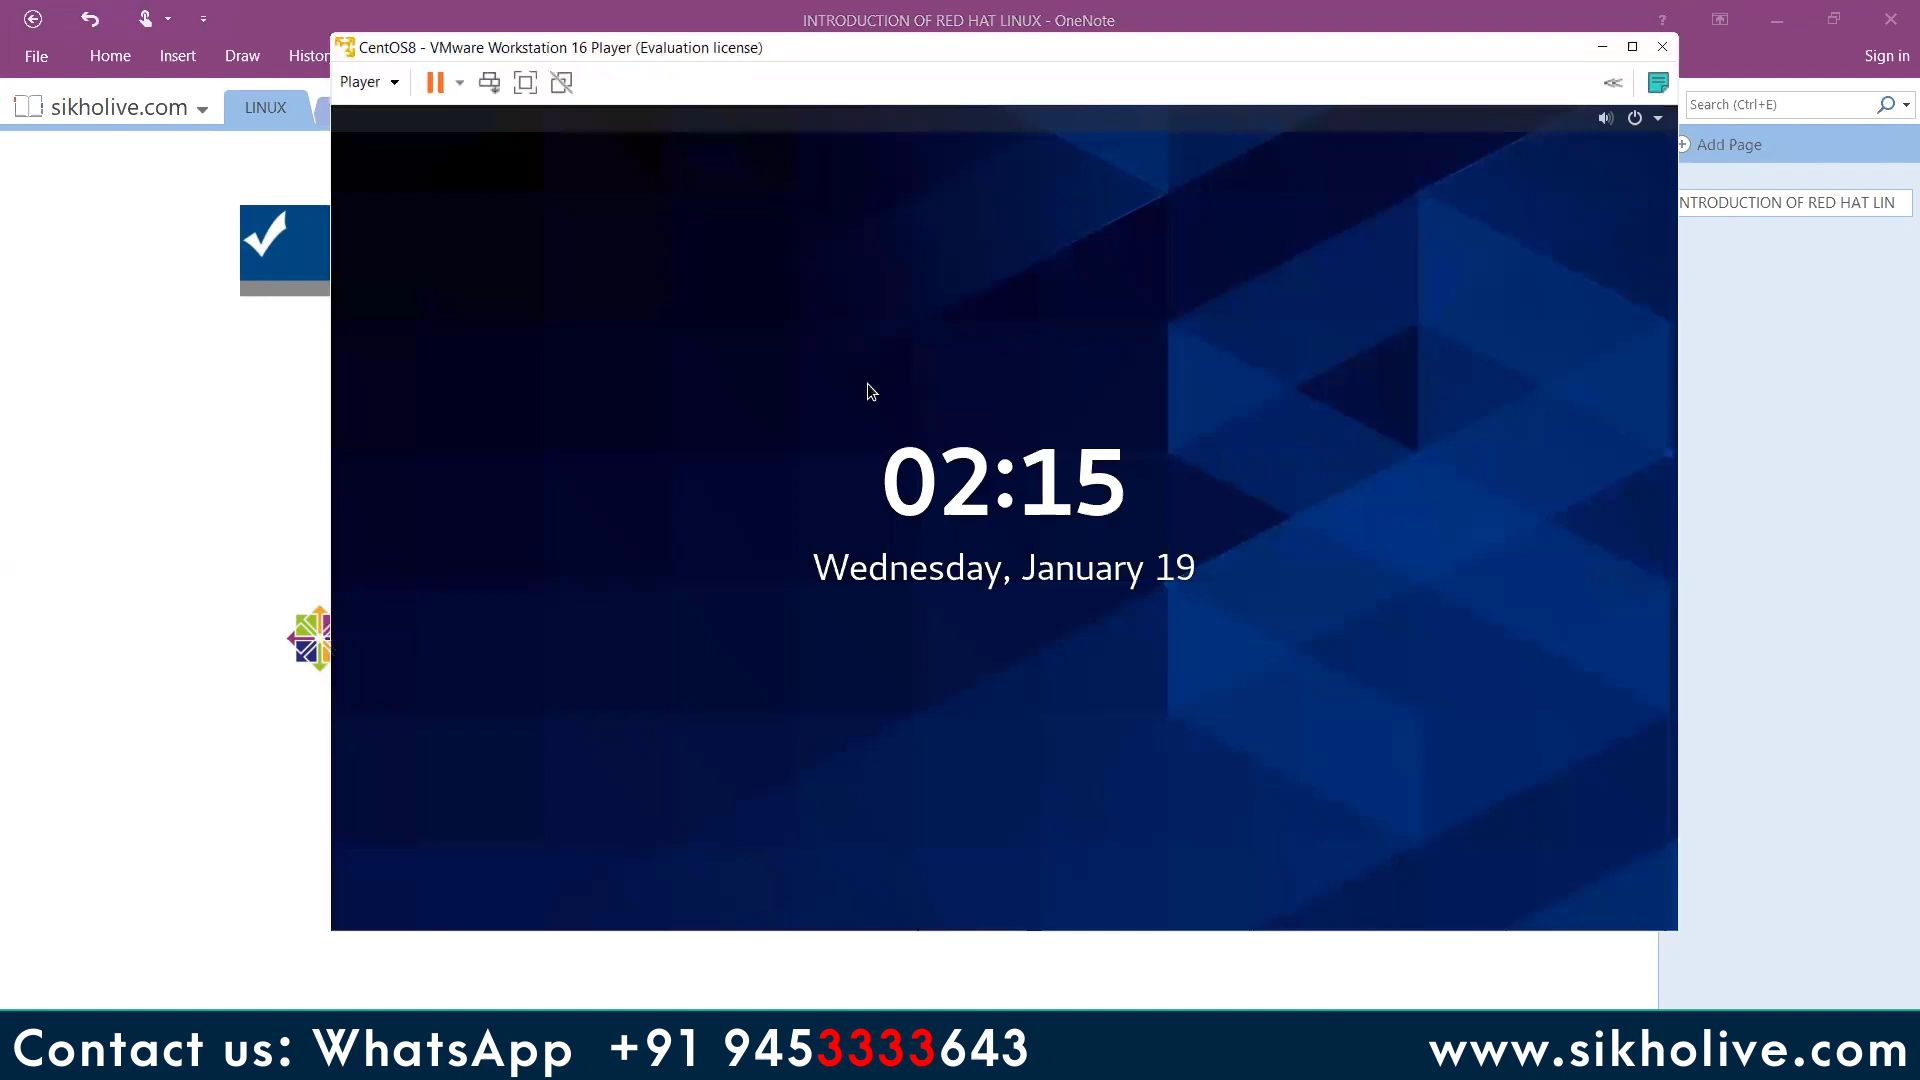 INTRODUCTION OF RED HAT LINUX - OneNote
?
File
Home
Insert
Draw
Histor
Sign in
CentOS8 - VMware Workstation 16 Player (Evaluation license)
Player
sikholive.com
LINUX
Search (Ctrl+E)
Add Page
NTRODUCTION OF RED HAT LIN
02:15
Wednesday, January 19
Contact us: WhatsApp +91 9453333643
www.sikholive.com